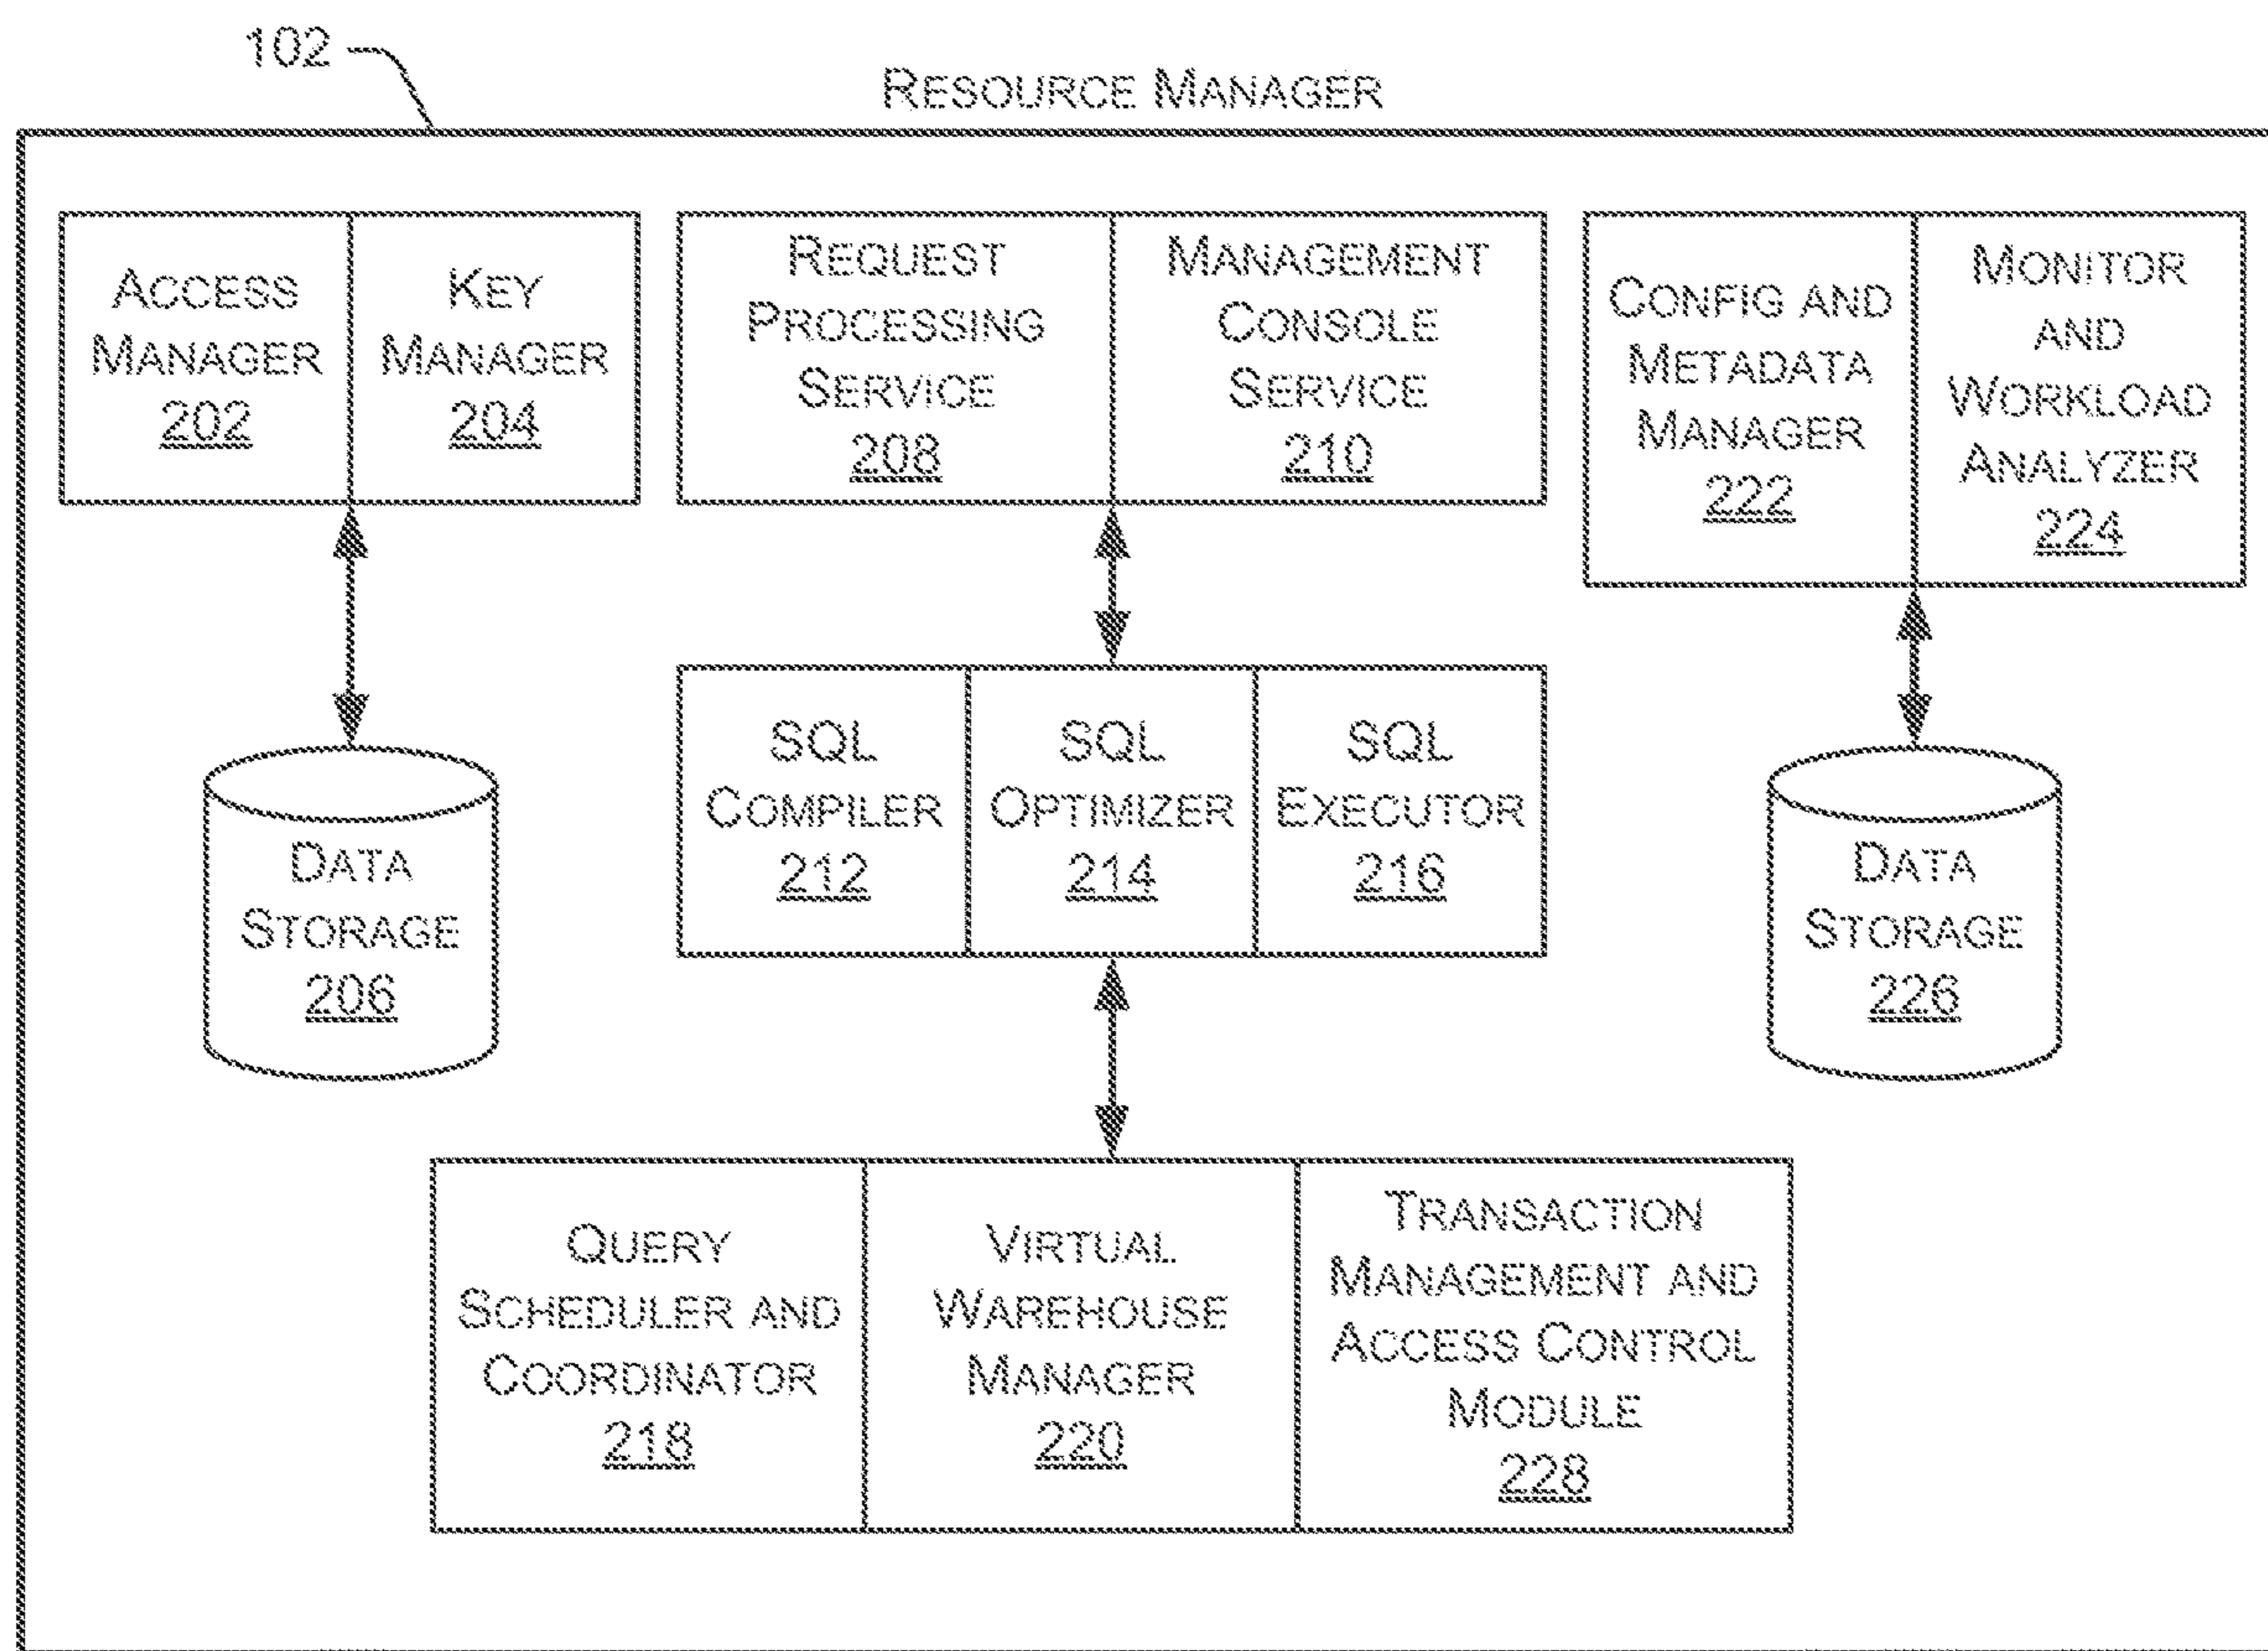 102
RESOURCE MANAGER
ACCESS
MANAGER
202
KEY
MANAGER
204
REQUEST
PROCESSING
SERVICE
208
MANAGEMENT
CONSOLE
SERVICE
210
CONFIG AND
METADATA
MANAGER
222
MONITOR
AND
WORKLOAD
ANALYZER
224
SQL
COMPILER
212
SQL
OPTIMIZER
214
SQL
EXECUTOR
216
DATA
STORAGE
206
DATA
STORAGE
226
QUERY
SCHEDULER AND
COORDINATOR
218
VIRTUAL
WAREHOUSE
MANAGER
220
TRANSACTION
MANAGEMENT AND
ACCESS CONTROL
MODULE
228